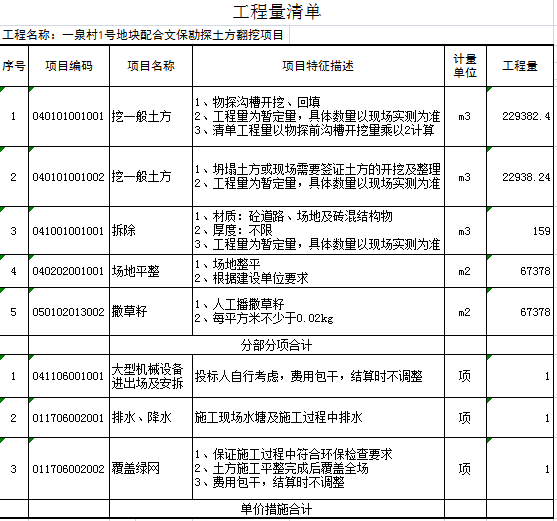 工程量清单
工程名称：一泉村1号地块配合文保勘探土方翻挖项目
序号 项目编码 项目名称 项目特征描述 计量单位 工程量
1 040101001001 挖一般土方 1、物探沟槽开挖、回填
2、工程量为暂定量，具体数量以现场实测为准
3、清单工程量以物探前沟槽开挖量乘以2计算 m3 229382.4
2 040101001002 挖一般土方 1、坍塌土方或现场需要签证土方的开挖及整理
2、工程量为暂定量，具体数量以现场实测为准 m3 22938.24
3 041001001001 拆除 1、材质：砼道路、场地及砖混结构物
2、厚度：不限
3、工程量为暂定量，具体数量以现场实测为准 m3 159
4 040202001001 场地平整 1、场地整平
2、根据建设单位要求 m2 67378
5 050102013002 撒草籽 1、人工播撒草籽
2、每平方米不少于0.02kg m2 67378
分部分项合计
1 041106001001 大型机械设备进出场及安拆 投标人自行考虑，费用包干，结算时不调整 项 1
2 011706002001 排水、降水 施工现场水塘及施工过程中排水 项 1
3 011706002002 覆盖绿网 1、保证施工过程中符合环保检查要求
2、土方施工平整完成后覆盖全场
3、费用包干，结算时不调整 项 1
单价措施合计